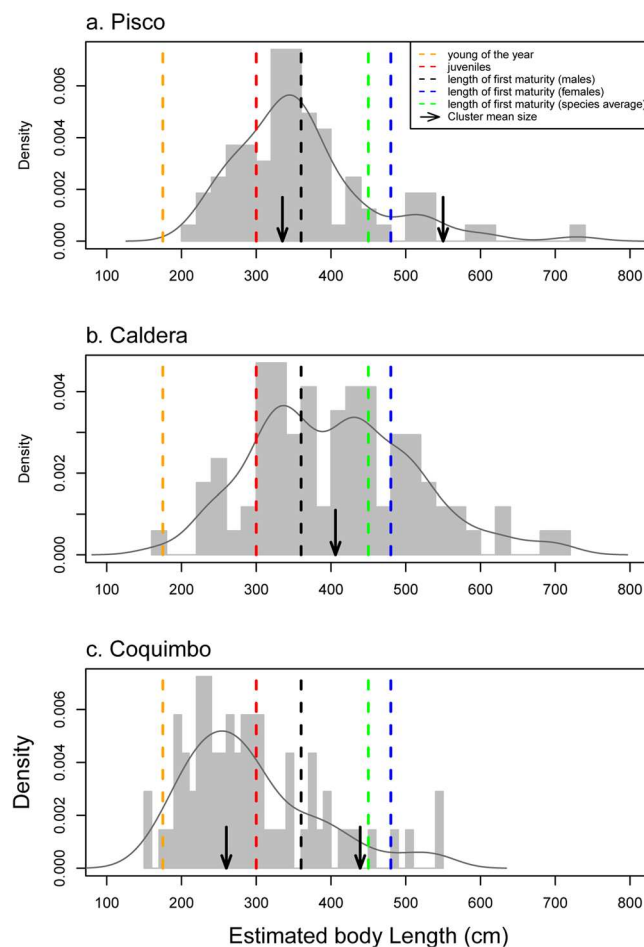 a. Pisco
young of the year
juveniles
length of first maturity (males)
length of first maturity (females)
length of first maturity (species average)
Cluster mean size
Density
0.006
0.004
0.002
0.000
100 200 300 400 500 600 700 800
b. Caldera
Density
0.004
0.002
0.000
100 200 300 400 500 600 700 800
c. Coquimbo
Density
0.006
0.004
0.002
0.000
100 200 300 400 500 600 700 800
Estimated body Length (cm)